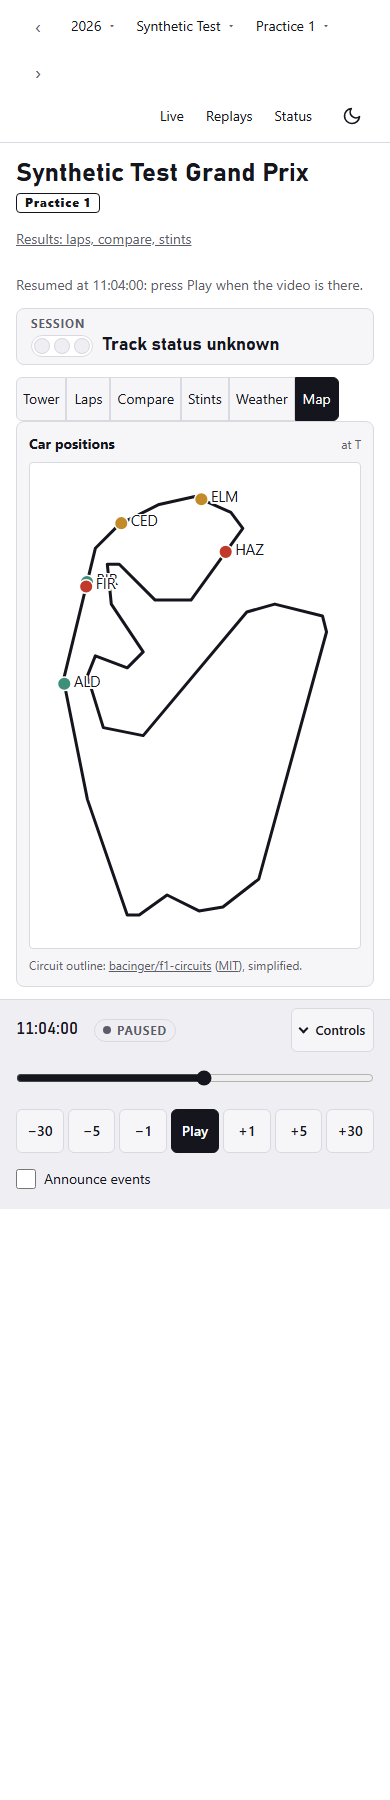 ‹ 2026 Synthetic Test Practice 1
›
Live Replays Status
Synthetic Test Grand Prix
Practice 1
Results: laps, compare, stints
Resumed at 11:04:00: press Play when the video is there.
SESSION
Track status unknown
Tower Laps Compare Stints Weather Map
Car positions at T
ELM
CED
HAZ
FIR
ALD
Circuit outline: bacinger/f1-circuits (MIT), simplified.
11:04:00 PAUSED Controls
−30 −5 −1 Play +1 +5 +30
Announce events